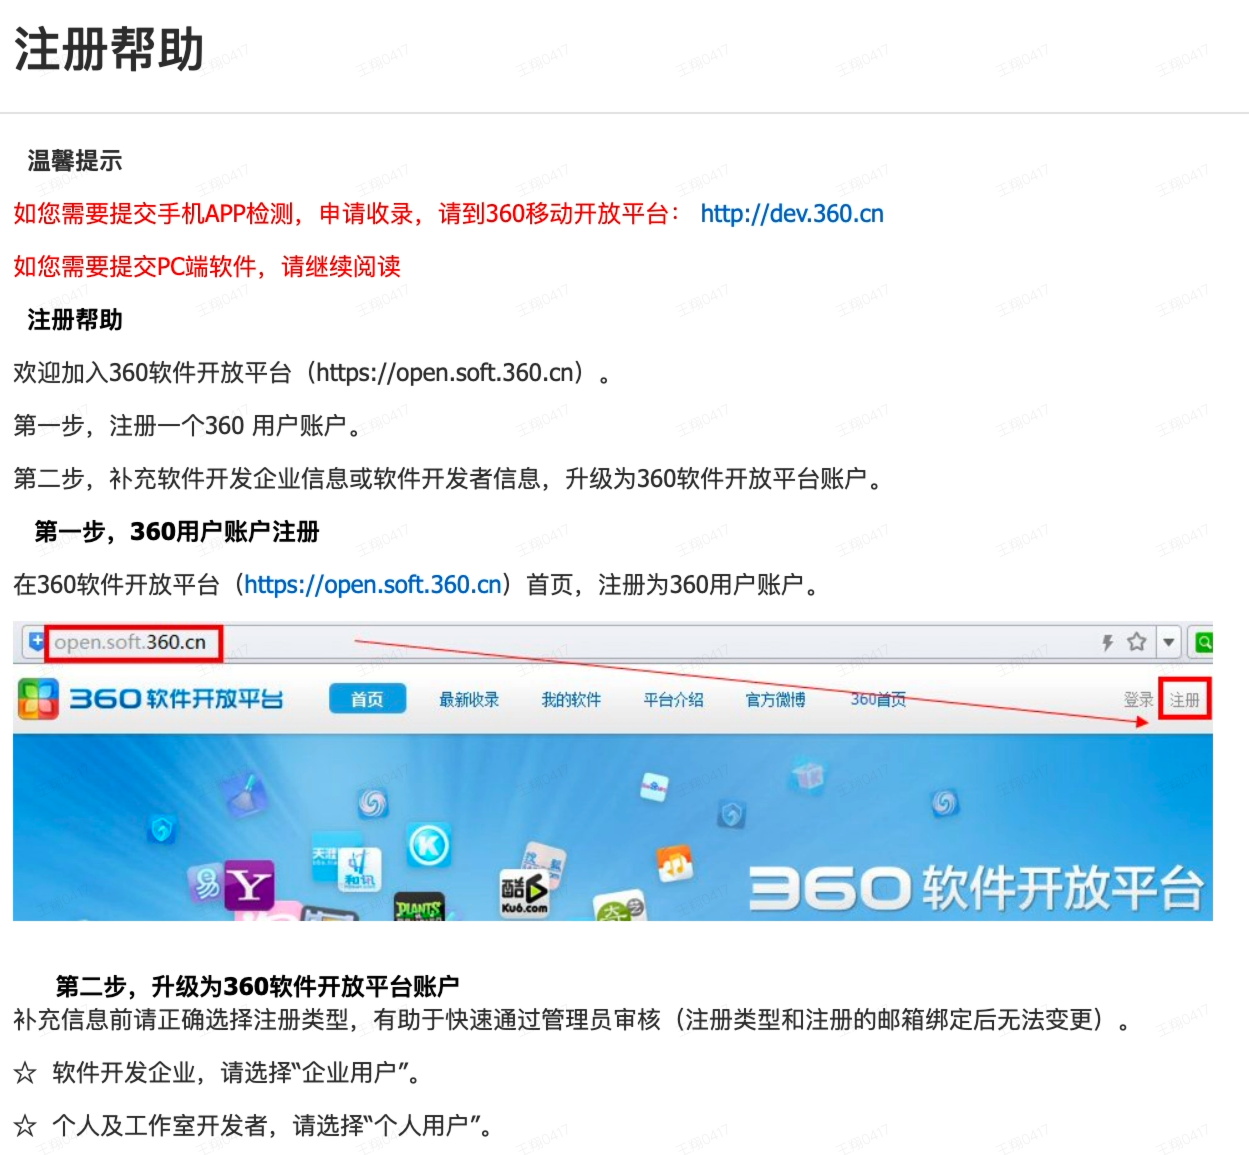 注册帮助
温馨提示
如您需要提交手机APP检测，申请收录，请到360移动开放平台： http://dev.360.cn
如您需要提交PC端软件，请继续阅读
注册帮助
欢迎加入360软件开放平台（https://open.soft.360.cn）。
第一步，注册一个360 用户账户。
第二步，补充软件开发企业信息或软件开发者信息，升级为360软件开放平台账户。
第一步，360用户账户注册
在360软件开放平台（https://open.soft.360.cn）首页，注册为360用户账户。
open.soft.360.cn
360软件开放平台 首页 最新收录 我的软件 平台介绍 官方微博 360首页 登录 注册
天涯
和讯
K
易
Y
酷6
Ku6.com
PLANTS
奇艺
360软件开放平台
第二步，升级为360软件开放平台账户
补充信息前请正确选择注册类型，有助于快速通过管理员审核（注册类型和注册的邮箱绑定后无法变更）。
☆ 软件开发企业，请选择“企业用户”。
☆ 个人及工作室开发者，请选择“个人用户”。